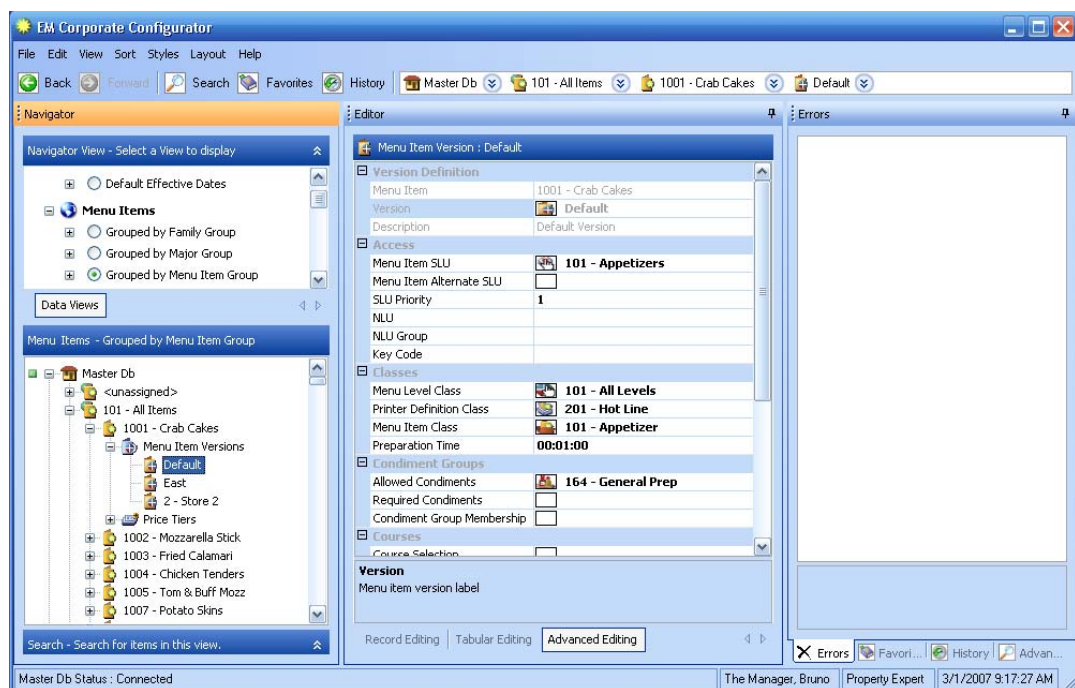 EM Corporate Configurator
File Edit View Sort Styles Layout Help
Back Forward Search Favorites History Master Db 101 - All Items 1001 - Crab Cakes Default
Navigator
Navigator View - Select a View to display
Default Effective Dates
Menu Items
Grouped by Family Group
Grouped by Major Group
Grouped by Menu Item Group
Data Views
Menu Items - Grouped by Menu Item Group
Master Db
<unassigned>
101 - All Items
1001 - Crab Cakes
Menu Item Versions
Default
East
2 - Store 2
Price Tiers
1002 - Mozzarella Stick
1003 - Fried Calamari
1004 - Chicken Tenders
1005 - Tom & Buff Mozz
1007 - Potato Skins
Search - Search for items in this view.
Editor
Menu Item Version : Default
Version Definition
Menu Item 1001 - Crab Cakes
Version Default
Description Default Version
Access
Menu Item SLU 101 - Appetizers
Menu Item Alternate SLU
SLU Priority 1
NLU
NLU Group
Key Code
Classes
Menu Level Class 101 - All Levels
Printer Definition Class 201 - Hot Line
Menu Item Class 101 - Appetizer
Preparation Time 00:01:00
Condiment Groups
Allowed Condiments 164 - General Prep
Required Condiments
Condiment Group Membership
Courses
Course Selection
Version
Menu item version label
Record Editing Tabular Editing Advanced Editing
Errors
Errors Favori... History Advan...
Master Db Status : Connected The Manager, Bruno Property Expert 3/1/2007 9:17:27 AM